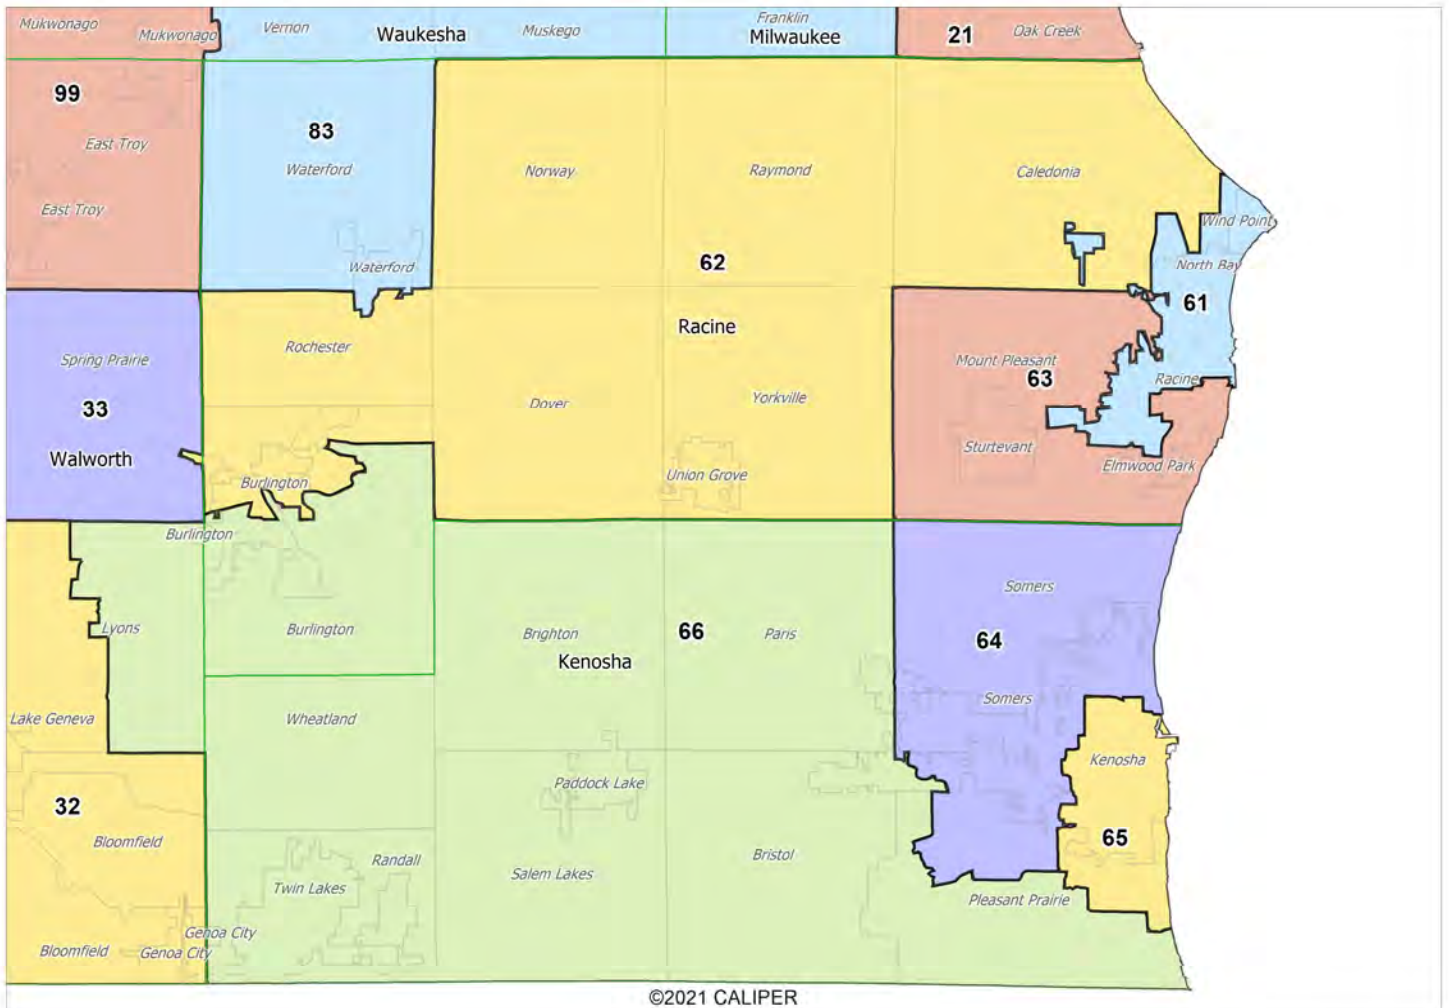 Mukwonago
Mukwonago
Vernon
Waukesha
Muskego
Franklin
Milwaukee
21
Oak Creek
99
East Troy
East Troy
83
Waterford
Waterford
Norway
Raymond
Caledonia
62
Racine
Wind Point
North Bay
61
Spring Prairie
33
Walworth
Rochester
Dover
Yorkville
Mount Pleasant
63
Racine
Sturtevant
Elmwood Park
Burlington
Union Grove
Burlington
Lyons
Burlington
Brighton
66
Paris
Kenosha
Somers
64
Somers
Lake Geneva
Wheatland
Paddock Lake
Kenosha
32
65
Bloomfield
Randall
Twin Lakes
Salem Lakes
Bristol
Pleasant Prairie
Genoa City
Bloomfield
Genoa City
©2021 CALIPER